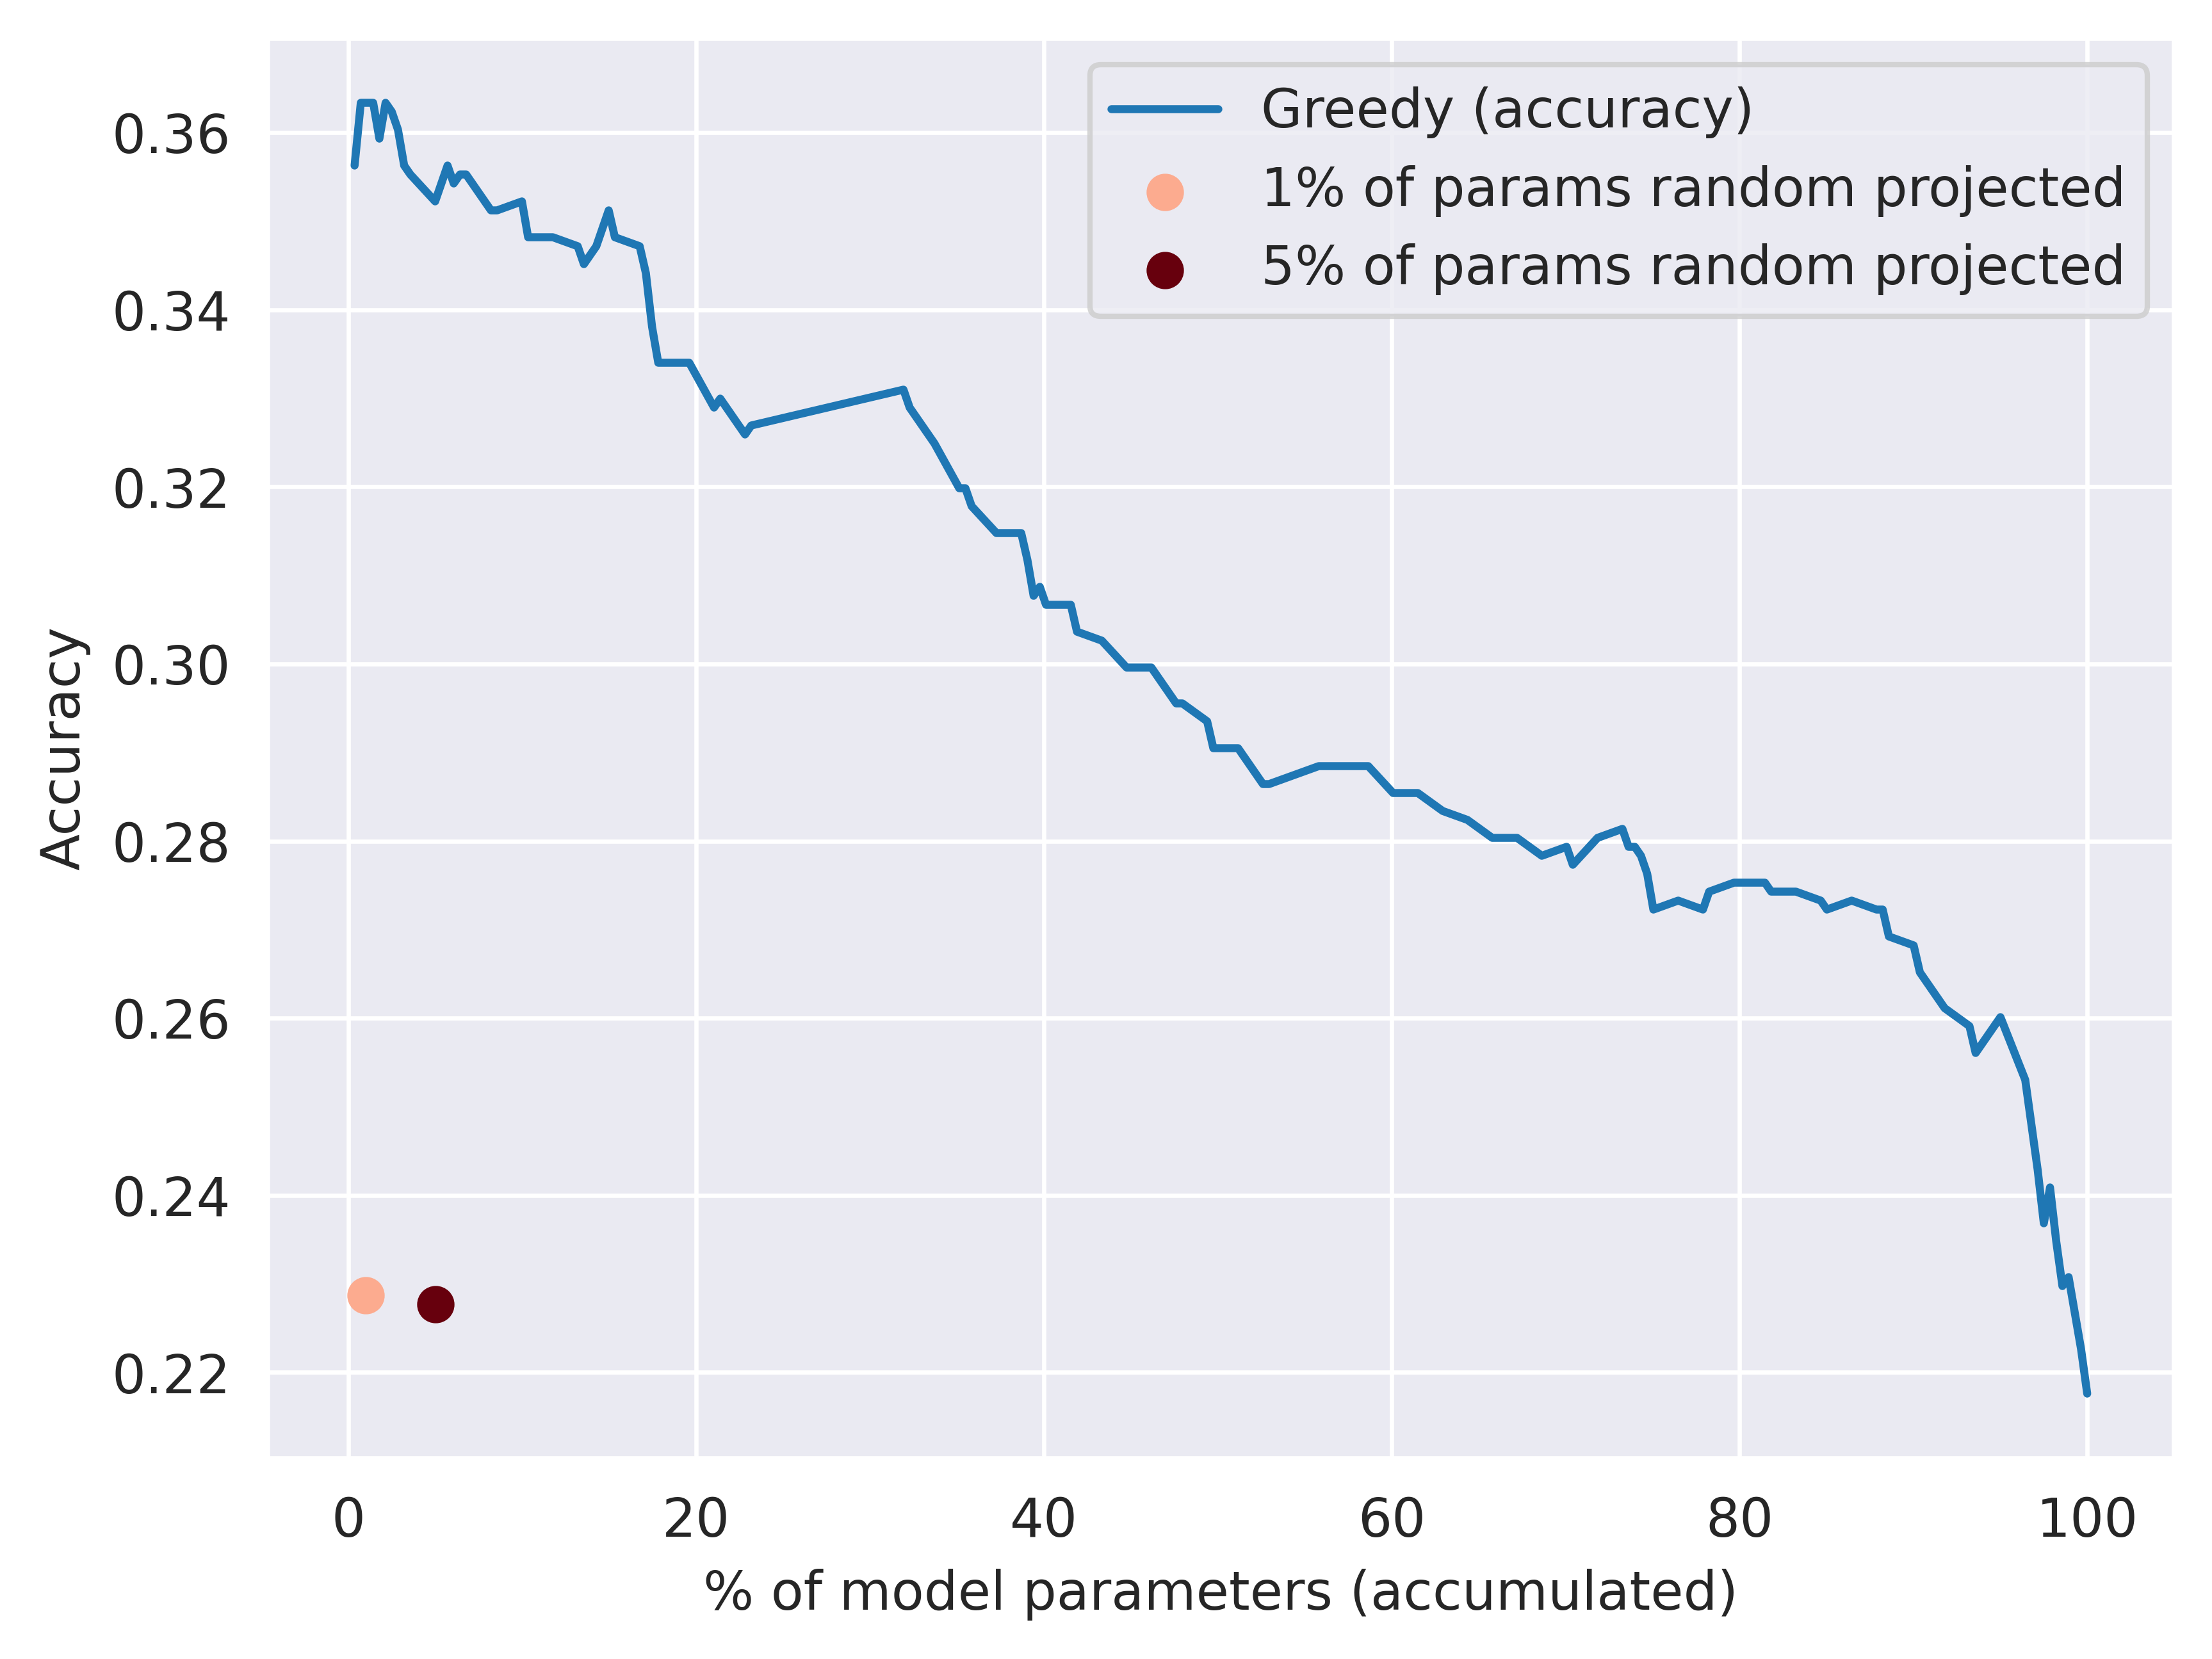 Greedy (accuracy)
1% of params random projected
5% of params random projected
0.36
0.34
0.32
0.30
0.28
0.26
0.24
0.22
Accuracy
0 20 40 60 80 100
% of model parameters (accumulated)